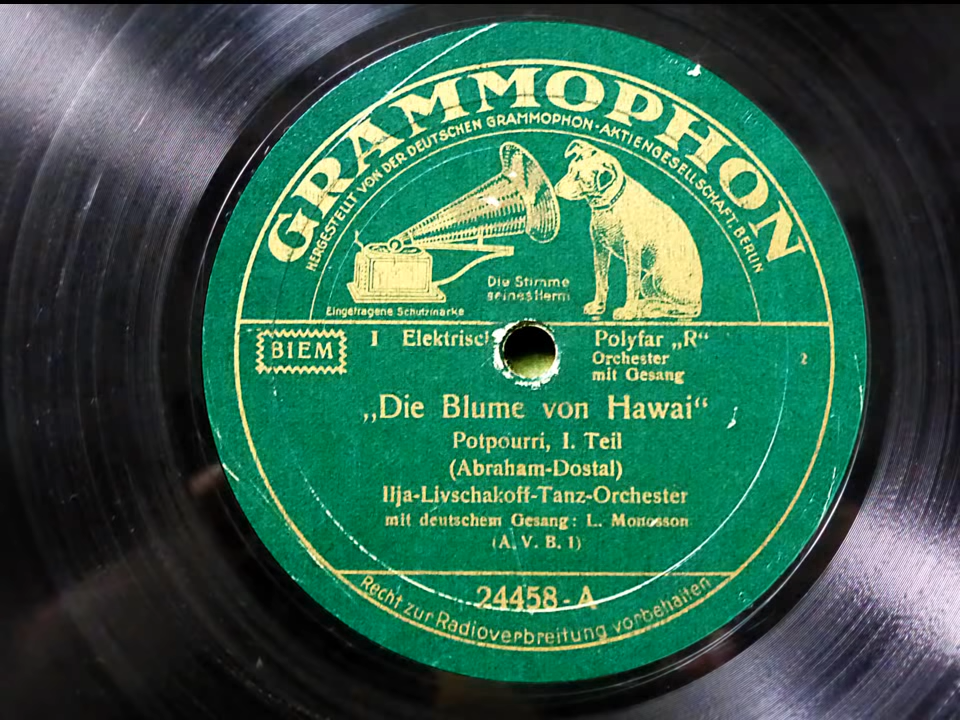 GRAMMOPHON
HERGESTELLT VON DER DEUTSCHEN GRAMMOPHON-AKTIENGESELLSCHAFT, BERLIN
Die Stimme
seines Herrn
Eingetragene Schutzmarke
BIEM
I Elektrisch Polyfar „R“
Orchester
mit Gesang
2
„Die Blume von Hawai“
Potpourri, I. Teil
(Abraham-Dostal)
Ilja-Livschakoff-Tanz-Orchester
mit deutschem Gesang: L. Monosson
(A. V. B. 1)
24458-A
Recht zur Radioverbreitung vorbehalten